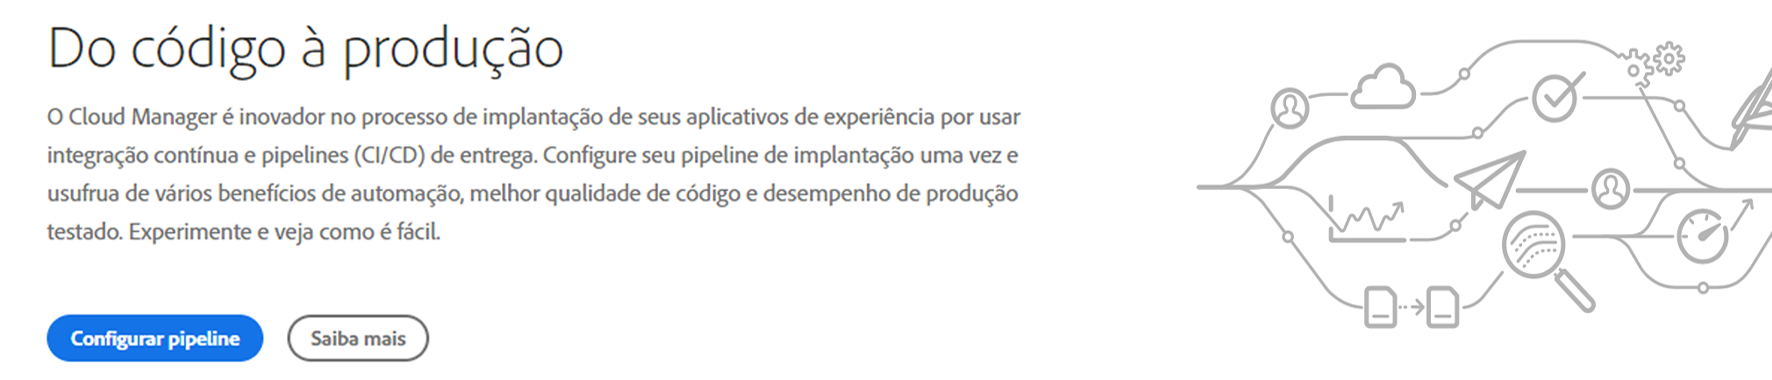 Do código à produção
O Cloud Manager é inovador no processo de implantação de seus aplicativos de experiência por usar
integração contínua e pipelines (CI/CD) de entrega. Configure seu pipeline de implantação uma vez e
usufrua de vários benefícios de automação, melhor qualidade de código e desempenho de produção
testado. Experimente e veja como é fácil.
Configurar pipeline
Saiba mais